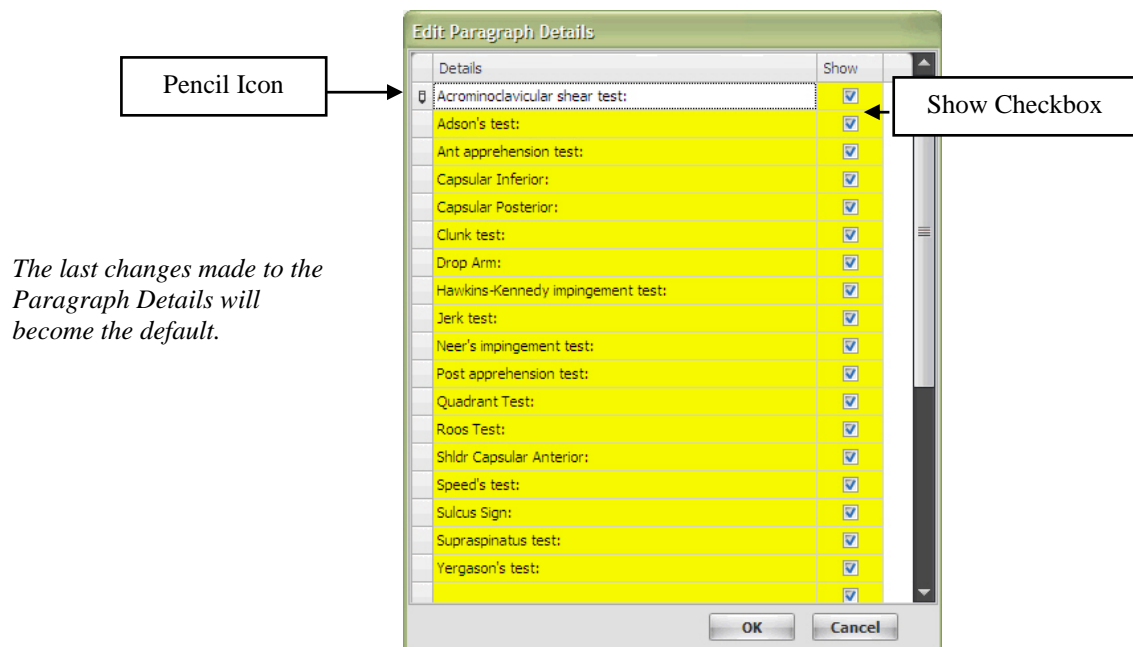 Edit Paragraph Details
Details Show
Pencil Icon
Acrominoclavicular shear test:
Show Checkbox
Adson's test:
Ant apprehension test:
Capsular Inferior:
Capsular Posterior:
Clunk test:
Drop Arm:
Hawkins-Kennedy impingement test:
Jerk test:
Neer's impingement test:
Post apprehension test:
Quadrant Test:
Roos Test:
Shldr Capsular Anterior:
Speed's test:
Sulcus Sign:
Supraspinatus test:
Yergason's test:
The last changes made to the
Paragraph Details will
become the default.
OK Cancel